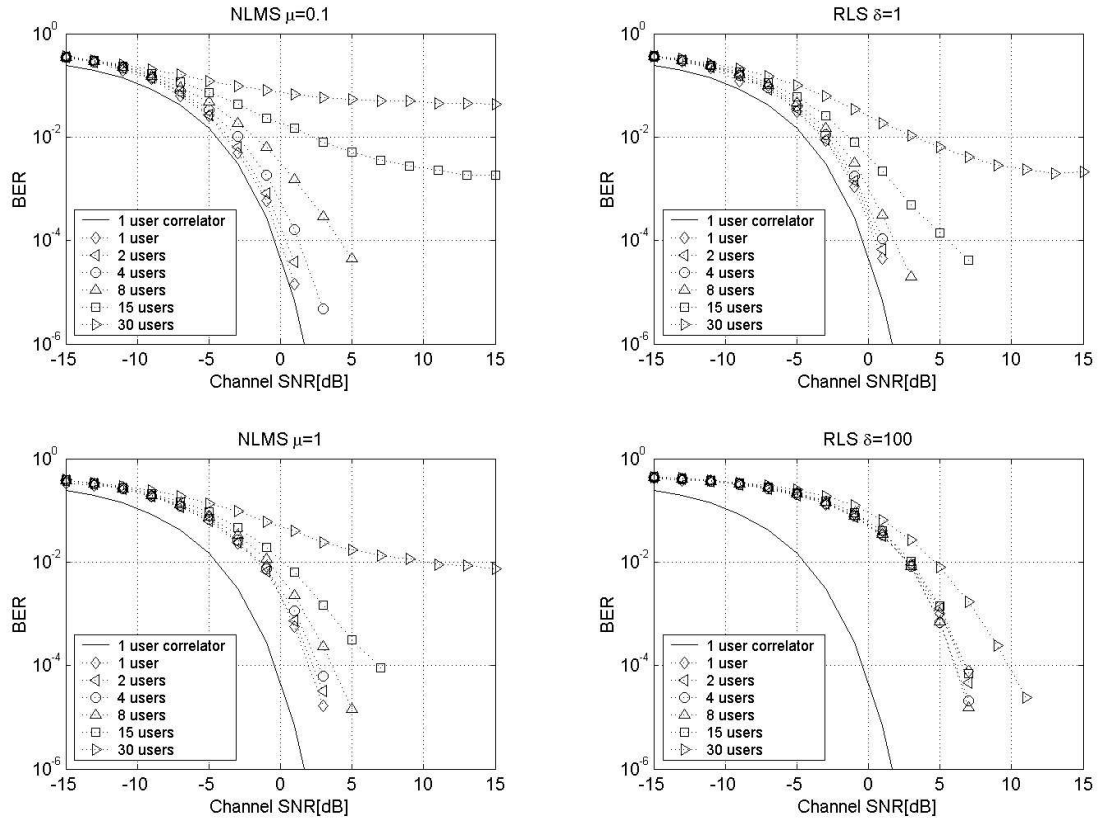 NLMS μ=0.1
10^0
10^-2
10^-4
10^-6
BER
1 user correlator
1 user
2 users
4 users
8 users
15 users
30 users
-15 -10 -5 0 5 10 15
Channel SNR[dB]
RLS δ=1
10^0
10^-2
10^-4
10^-6
BER
1 user correlator
1 user
2 users
4 users
8 users
15 users
30 users
-15 -10 -5 0 5 10 15
Channel SNR[dB]
NLMS μ=1
10^0
10^-2
10^-4
10^-6
BER
1 user correlator
1 user
2 users
4 users
8 users
15 users
30 users
-15 -10 -5 0 5 10 15
Channel SNR[dB]
RLS δ=100
10^0
10^-2
10^-4
10^-6
BER
1 user correlator
1 user
2 users
4 users
8 users
15 users
30 users
-15 -10 -5 0 5 10 15
Channel SNR[dB]